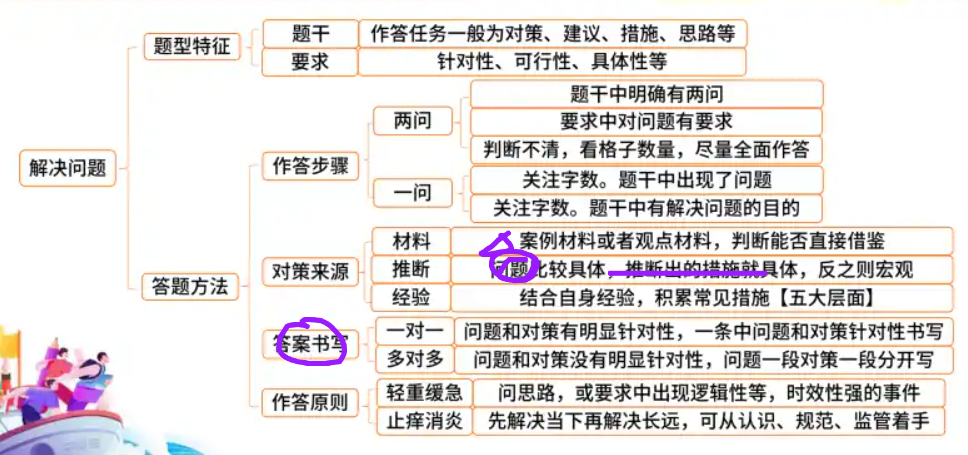 解决问题
题型特征
题干
作答任务一般为对策、建议、措施、思路等
要求
针对性、可行性、具体性等
答题方法
作答步骤
两问
题干中明确有两问
要求中对问题有要求
判断不清，看格子数量，尽量全面作答
一问
关注字数。题干中出现了问题
关注字数。题干中有解决问题的目的
对策来源
材料
案例材料或者观点材料，判断能否直接借鉴
推断
问题比较具体，推断出的措施就具体，反之则宏观
经验
结合自身经验，积累常见措施【五大层面】
答案书写
一对一
问题和对策有明显针对性，一条中问题和对策针对性书写
多对多
问题和对策没有明显针对性，问题一段对策一段分开写
作答原则
轻重缓急
问思路，或要求中出现逻辑性等，时效性强的事件
止痒消炎
先解决当下再解决长远，可从认识、规范、监管着手